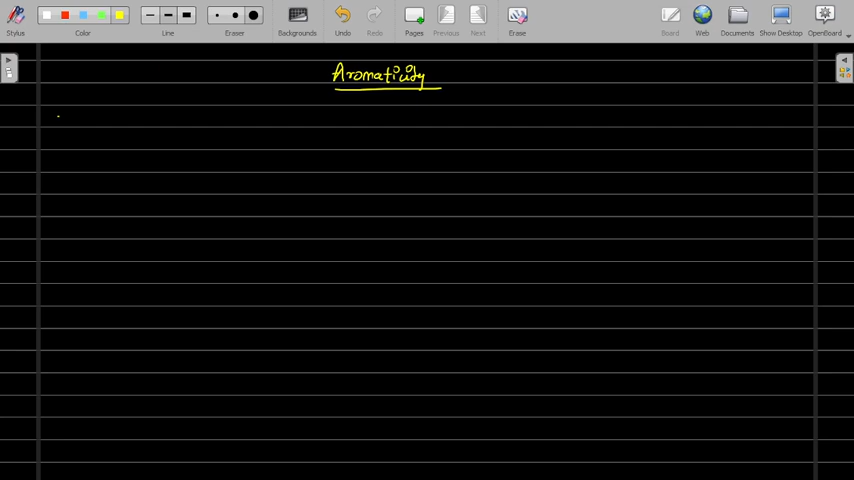 Stylus Color Line Eraser Backgrounds Undo Redo Pages Previous Next Erase Board Web Documents Show Desktop OpenBoard
Aromaticity